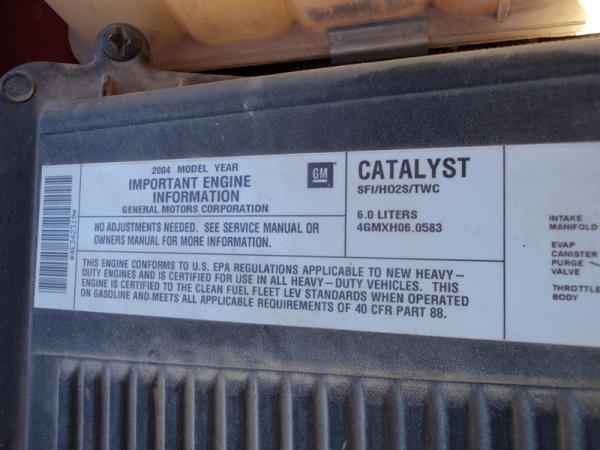 2004 MODEL YEAR
IMPORTANT ENGINE
INFORMATION
GENERAL MOTORS CORPORATION
GM
NO ADJUSTMENTS NEEDED. SEE SERVICE MANUAL OR
OWNERS MANUAL FOR MORE INFORMATION.
CATALYST
SFI/HO2S/TWC
6.0 LITERS
4GMXH06.0583
THIS ENGINE CONFORMS TO U.S. EPA REGULATIONS APPLICABLE TO NEW HEAVY-
DUTY ENGINES AND IS CERTIFIED FOR USE IN ALL HEAVY-DUTY VEHICLES. THIS
ENGINE IS CERTIFIED TO THE CLEAN FUEL FLEET LEV STANDARDS WHEN OPERATED
ON GASOLINE AND MEETS ALL APPLICABLE REQUIREMENTS OF 40 CFR PART 88.
INTAKE
MANIFOLD
EVAP
CANISTER
PURGE
VALVE
THROTTLE
BODY